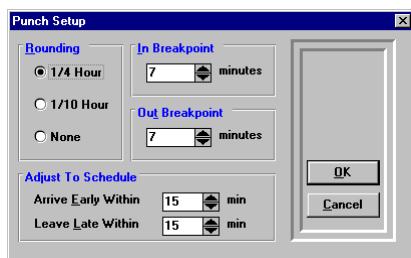 Punch Setup
Rounding
1/4 Hour
1/10 Hour
None
In Breakpoint
7 minutes
Out Breakpoint
7 minutes
Adjust To Schedule
Arrive Early Within 15 min
Leave Late Within 15 min
OK
Cancel